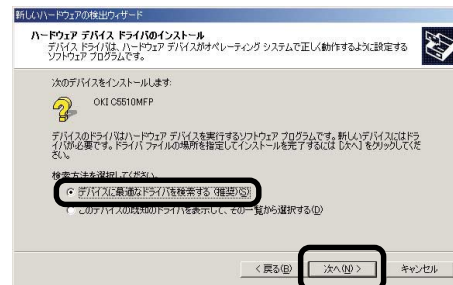 新しいハードウェアの検出ウィザード
ハードウェア デバイス ドライバのインストール
デバイス ドライバは、ハードウェア デバイスがオペレーティング システムで正しく動作するように設定する
ソフトウェア プログラムです。
次のデバイスをインストールします:
OKI C5510MFP
デバイスのドライバはハードウェア デバイスを実行するソフトウェア プログラムです。新しいデバイスにはドラ
イバが必要です。ドライバ ファイルの場所を指定してインストールを完了するには [次へ] をクリックしてくだ
さい。
検索方法を選択してください。
デバイスに最適なドライバを検索する (推奨)(S)
このデバイスの既知のドライバを表示して、その一覧から選択する(D)
< 戻る(B)
次へ(N) >
キャンセル